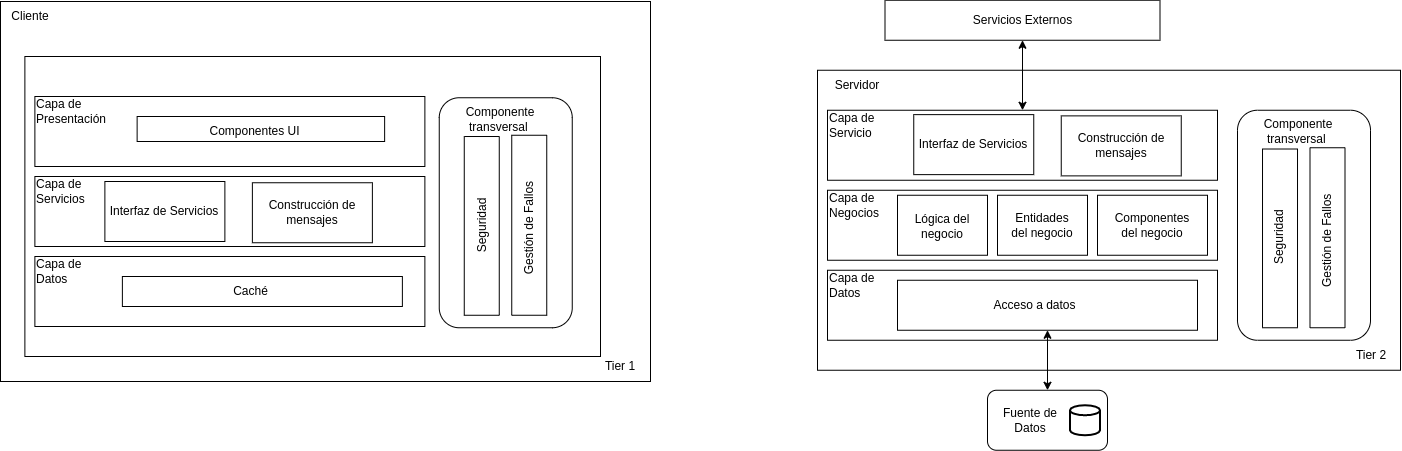 Cliente
Capa de
Presentación
Componentes UI
Capa de
Servicios
Interfaz de Servicios
Construcción de
mensajes
Capa de
Datos
Caché
Componente
transversal
Seguridad
Gestión de Fallos
Tier 1
Servicios Externos
Servidor
Capa de
Servicio
Interfaz de Servicios
Construcción de
mensajes
Capa de
Negocios
Lógica del
negocio
Entidades
del negocio
Componentes
del negocio
Capa de
Datos
Acceso a datos
Componente
transversal
Seguridad
Gestión de Fallos
Tier 2
Fuente de
Datos